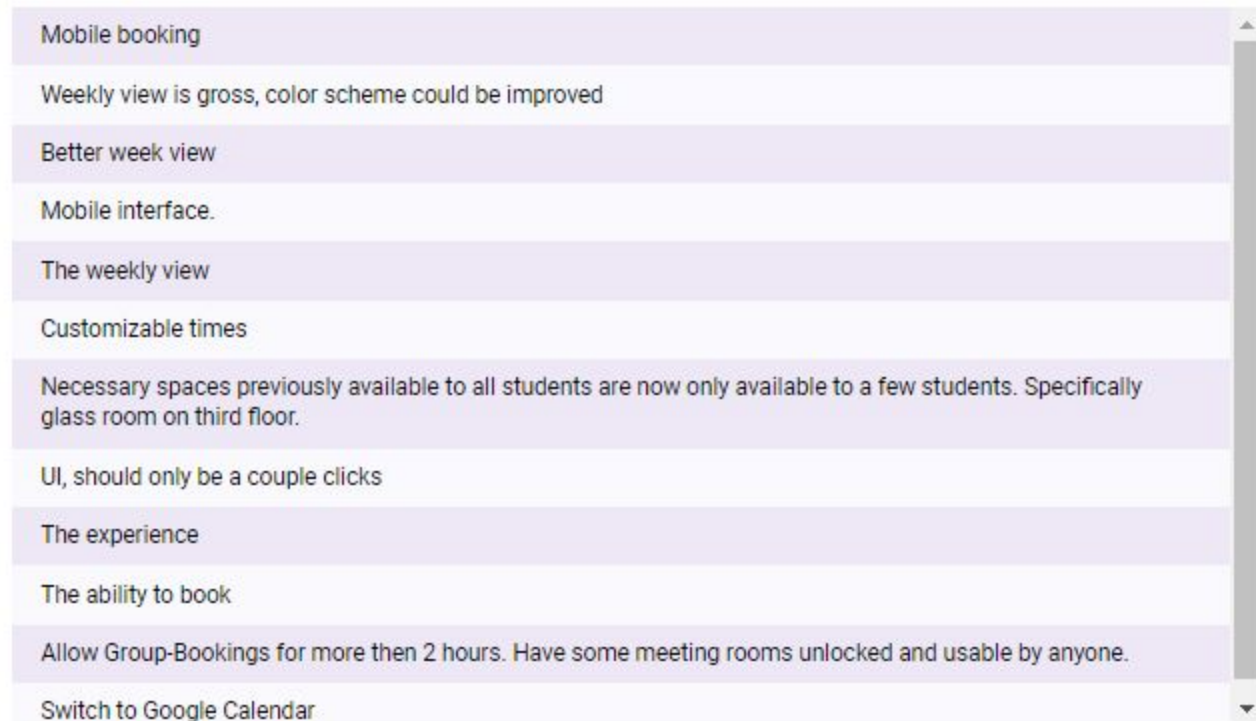 Mobile booking
Weekly view is gross, color scheme could be improved
Better week view
Mobile interface.
The weekly view
Customizable times
Necessary spaces previously available to all students are now only available to a few students. Specifically
glass room on third floor.
UI, should only be a couple clicks
The experience
The ability to book
Allow Group-Bookings for more then 2 hours. Have some meeting rooms unlocked and usable by anyone.
Switch to Google Calendar